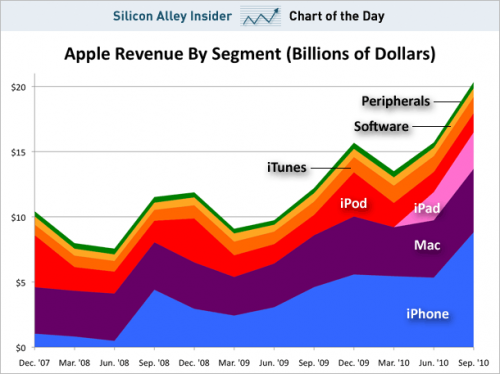 Silicon Alley Insider Chart of the Day
Apple Revenue By Segment (Billions of Dollars)
$20
Peripherals
Software
$15
iTunes
iPod
iPad
$10
Mac
$5
iPhone
$0
Dec. '07 Mar. '08 Jun. '08 Sep. '08 Dec. '08 Mar. '09 Jun. '09 Sep. '09 Dec. '09 Mar. '10 Jun. '10 Sep. '10